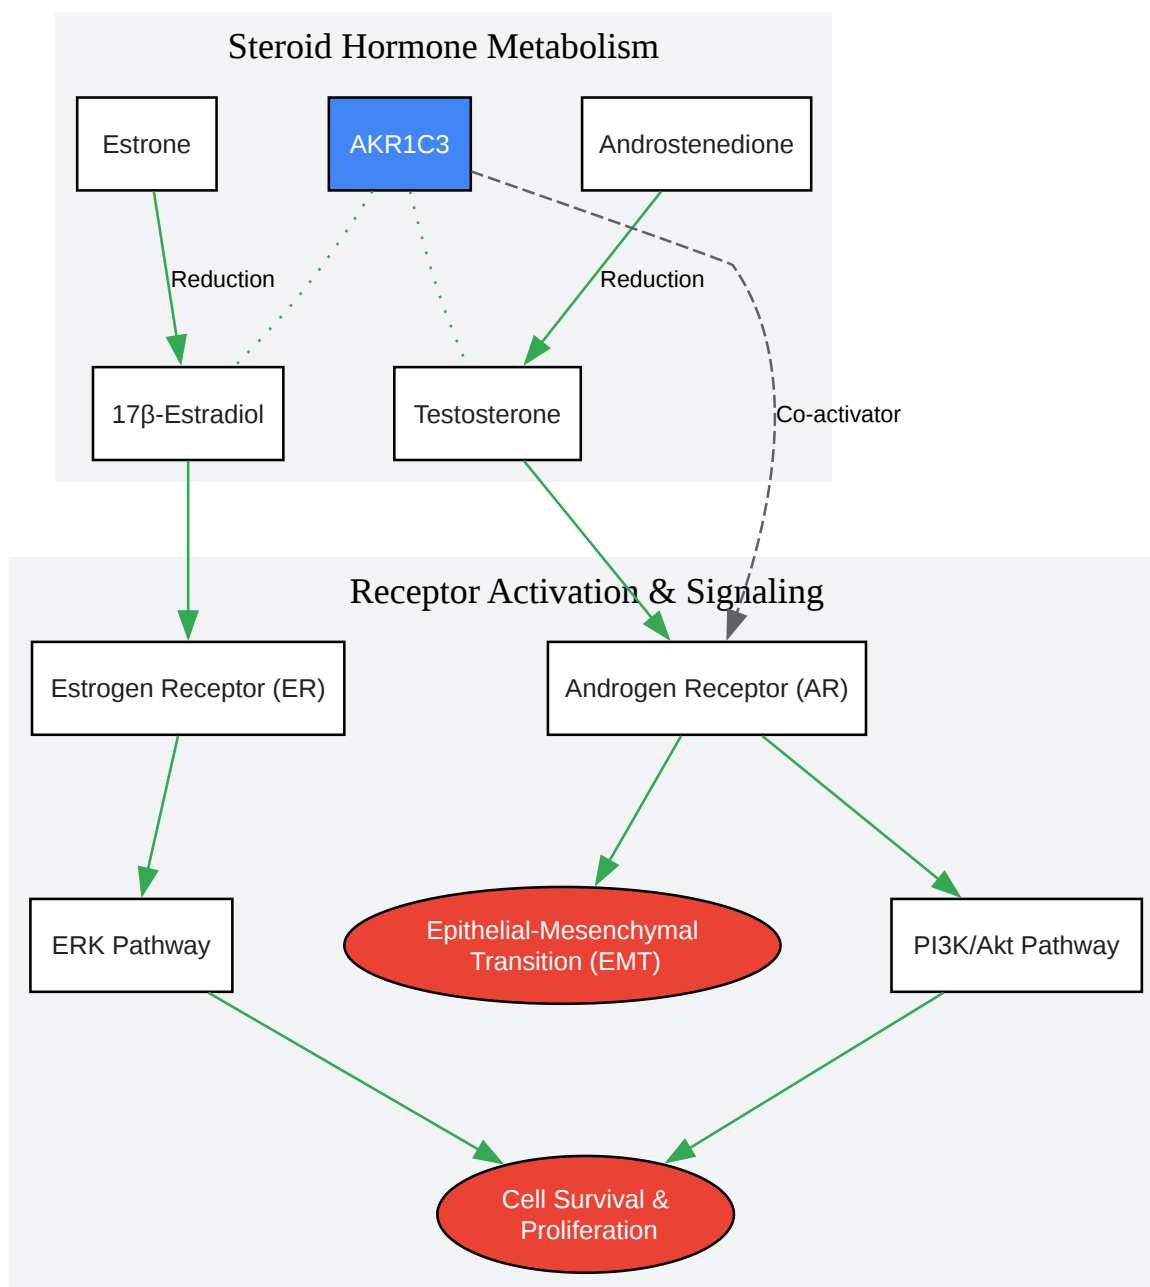 Steroid Hormone Metabolism
Estrone
AKR1C3
Androstenedione
Reduction
Reduction
17β-Estradiol
Testosterone
Co-activator
Receptor Activation & Signaling
Estrogen Receptor (ER)
Androgen Receptor (AR)
ERK Pathway
Epithelial-Mesenchymal
Transition (EMT)
PI3K/Akt Pathway
Cell Survival &
Proliferation